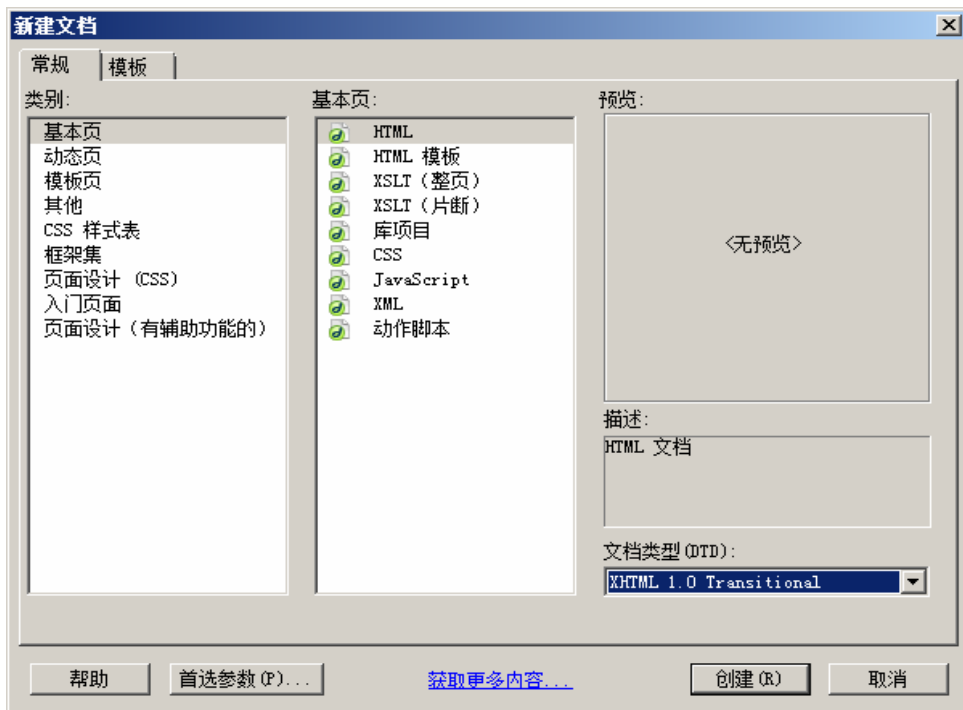 新建文档
常规
模板
类别:
基本页
动态页
模板页
其他
CSS 样式表
框架集
页面设计 (CSS)
入门页面
页面设计（有辅助功能的）
基本页:
HTML
HTML 模板
XSLT（整页）
XSLT（片断）
库项目
CSS
JavaScript
XML
动作脚本
预览:
<无预览>
描述:
HTML 文档
文档类型(DTD):
XHTML 1.0 Transitional
帮助
首选参数(P)...
获取更多内容...
创建(R)
取消